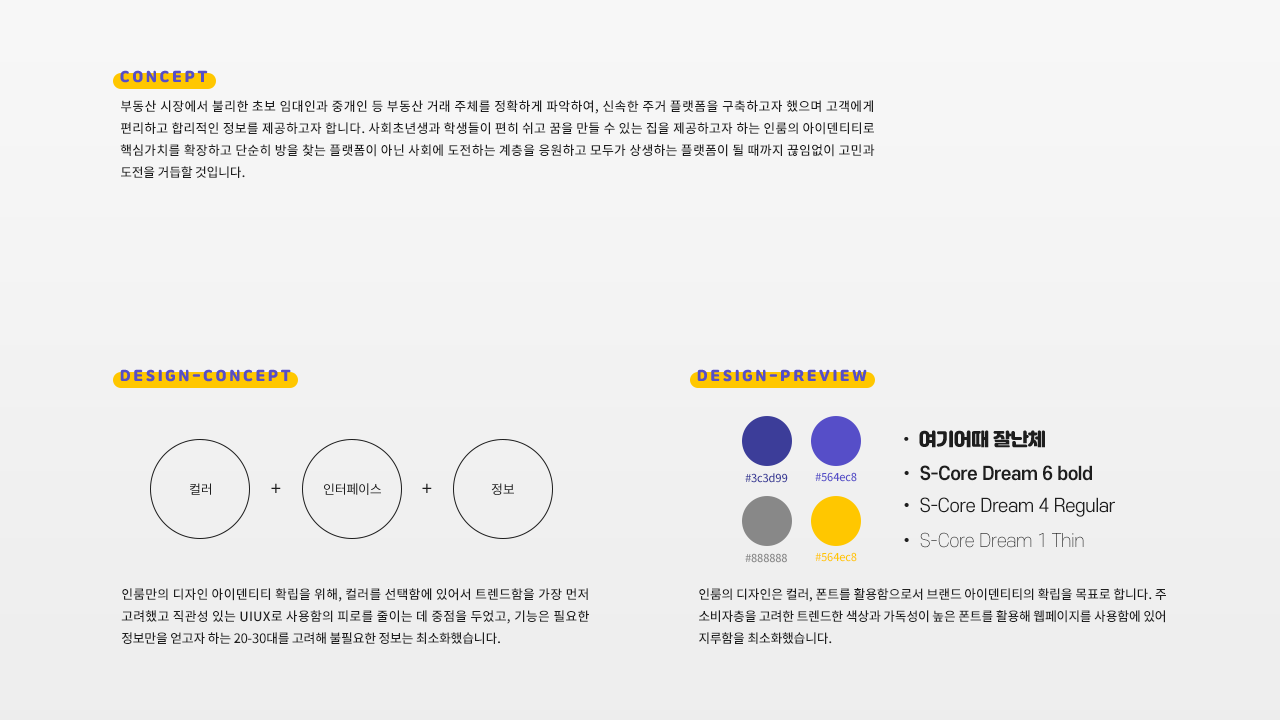 CONCEPT
부동산 시장에서 불리한 초보 임대인과 중개인 등 부동산 거래 주체를 정확하게 파악하여, 신속한 주거 플랫폼을 구축하고자 했으며 고객에게
편리하고 합리적인 정보를 제공하고자 합니다. 사회초년생과 학생들이 편히 쉬고 꿈을 만들 수 있는 집을 제공하고자 하는 인룸의 아이덴티티로
핵심가치를 확장하고 단순히 방을 찾는 플랫폼이 아닌 사회에 도전하는 계층을 응원하고 모두가 상생하는 플랫폼이 될 때까지 끊임없이 고민과
도전을 거듭할 것입니다.
DESIGN-CONCEPT
컬러 + 인터페이스 + 정보
인룸만의 디자인 아이덴티티 확립을 위해, 컬러를 선택함에 있어서 트렌드함을 가장 먼저
고려했고 직관성 있는 UIUX로 사용함의 피로를 줄이는 데 중점을 두었고, 기능은 필요한
정보만을 얻고자 하는 20-30대를 고려해 불필요한 정보는 최소화했습니다.
DESIGN-PREVIEW
#3c3d99 #564ec8
#888888 #564ec8
• 여기어때 잘난체
• S-Core Dream 6 bold
• S-Core Dream 4 Regular
• S-Core Dream 1 Thin
인룸의 디자인은 컬러, 폰트를 활용함으로서 브랜드 아이덴티티의 확립을 목표로 합니다. 주
소비자층을 고려한 트렌드한 색상과 가독성이 높은 폰트를 활용해 웹페이지를 사용함에 있어
지루함을 최소화했습니다.